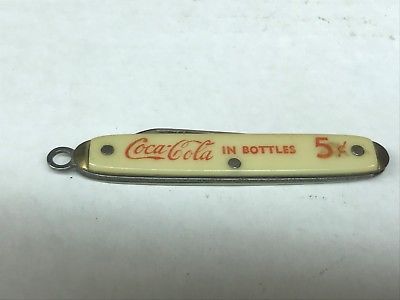 Coca-Cola IN BOTTLES 5¢